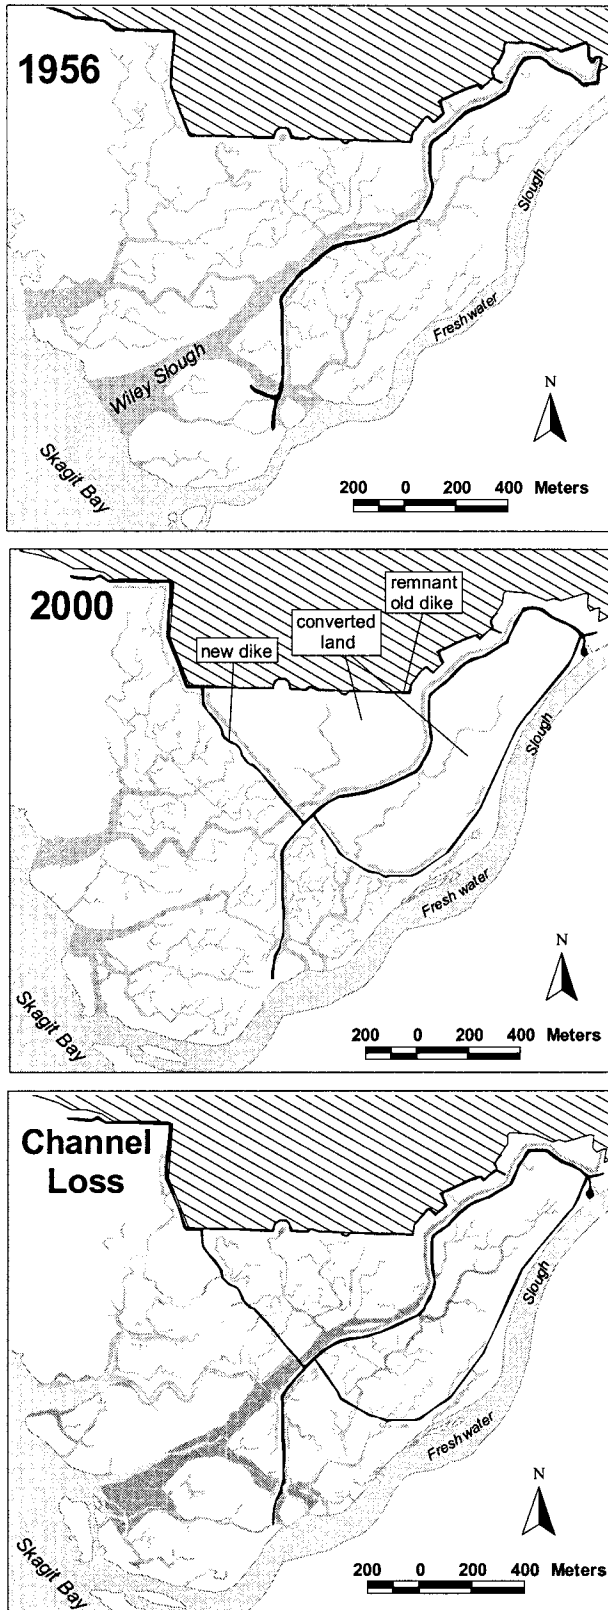 1956
Slough
Freshwater
Wiley Slough
Skagit Bay
N
200 0 200 400 Meters
2000
remnant
old dike
converted
land
new dike
Slough
Fresh water
Skagit Bay
N
200 0 200 400 Meters
Channel
Loss
Slough
Freshwater
Skagit Bay
N
200 0 200 400 Meters